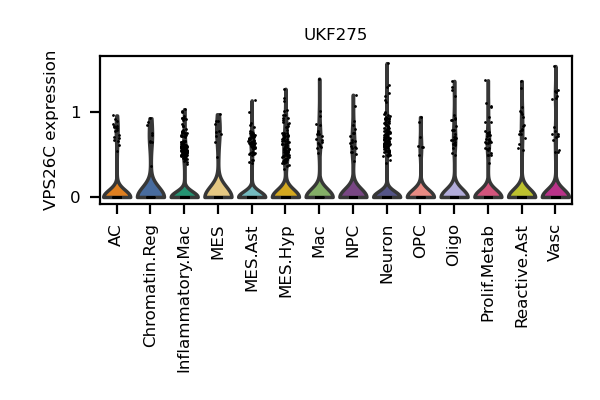 UKF275
VPS26C expression
1
0
AC
Chromatin.Reg
Inflammatory.Mac
MES
MES.Ast
MES.Hyp
Mac
NPC
Neuron
OPC
Oligo
Prolif.Metab
Reactive.Ast
Vasc